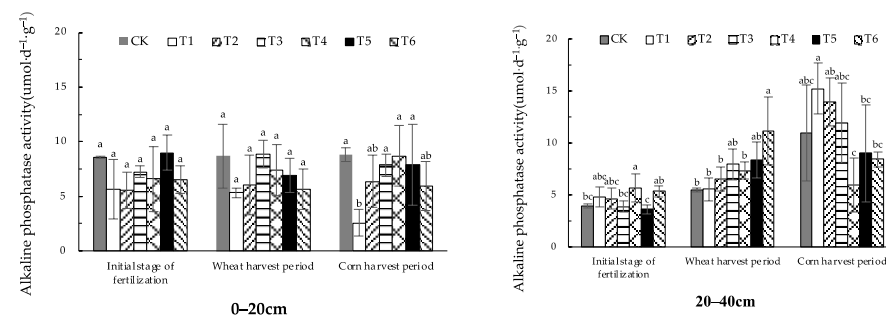 Alkaline phosphatase activity(umol·d⁻¹·g⁻¹)
20
15
10
5
0
CK T1 T2 T3 T4 T5 T6
a a a a a a a
a a a a a a a
a b ab a a a ab
Initial stage of
fertilization
Wheat harvest period
Corn harvest period
0–20cm
Alkaline phosphatase activity(umol·d⁻¹·g⁻¹)
20
15
10
5
0
CK T1 T2 T3 T4 T5 T6
bc abc abc bc a c ab
b b b ab b ab a
abc a ab abc c bc bc
Initial stage of
fertilization
Wheat harvest period
Corn harvest period
20–40cm